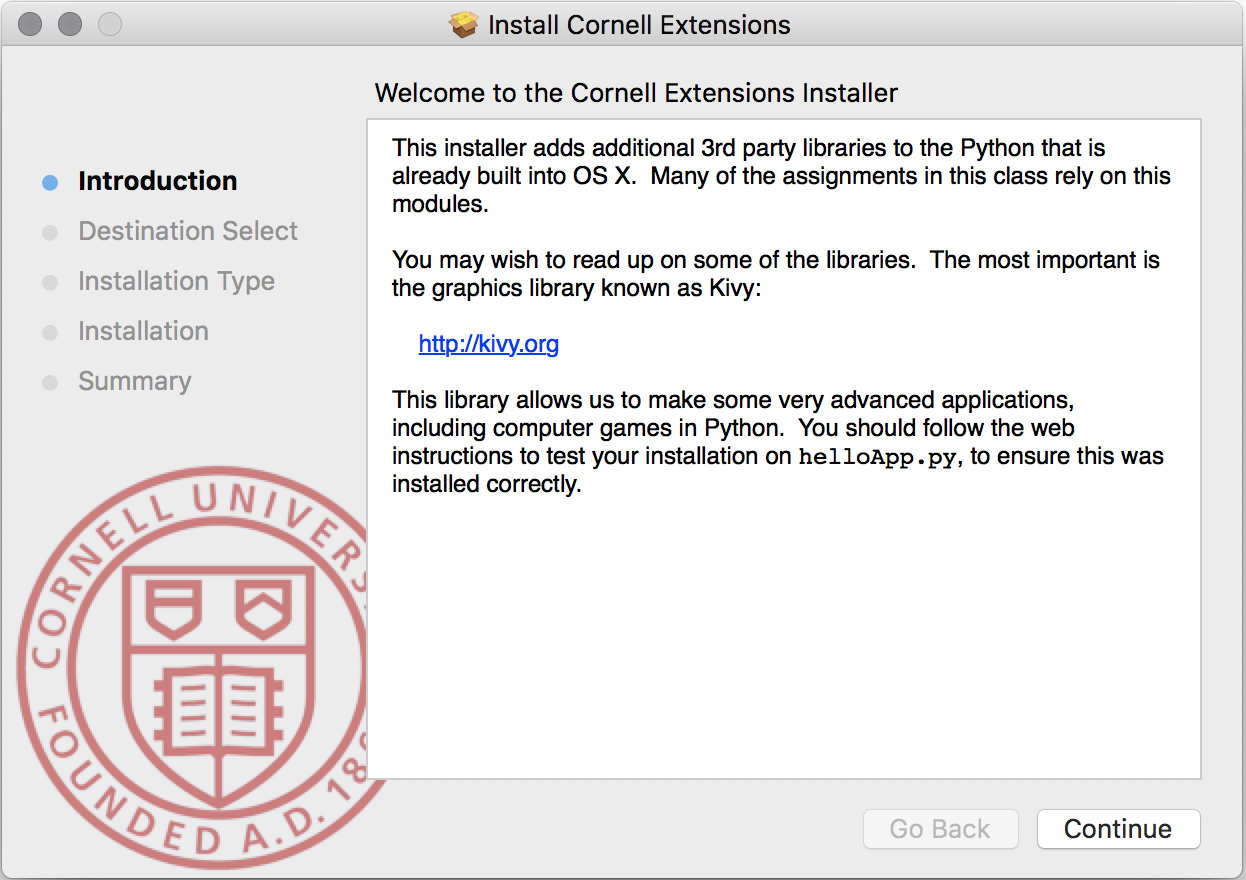 Install Cornell Extensions
Welcome to the Cornell Extensions Installer
Introduction
Destination Select
Installation Type
Installation
Summary
This installer adds additional 3rd party libraries to the Python that is
already built into OS X.  Many of the assignments in this class rely on this
modules.
You may wish to read up on some of the libraries.  The most important is
the graphics library known as Kivy:
http://kivy.org
This library allows us to make some very advanced applications,
including computer games in Python.  You should follow the web
instructions to test your installation on helloApp.py, to ensure this was
installed correctly.
CORNELL UNIVERS
FOUNDED A.D. 18
Go Back
Continue